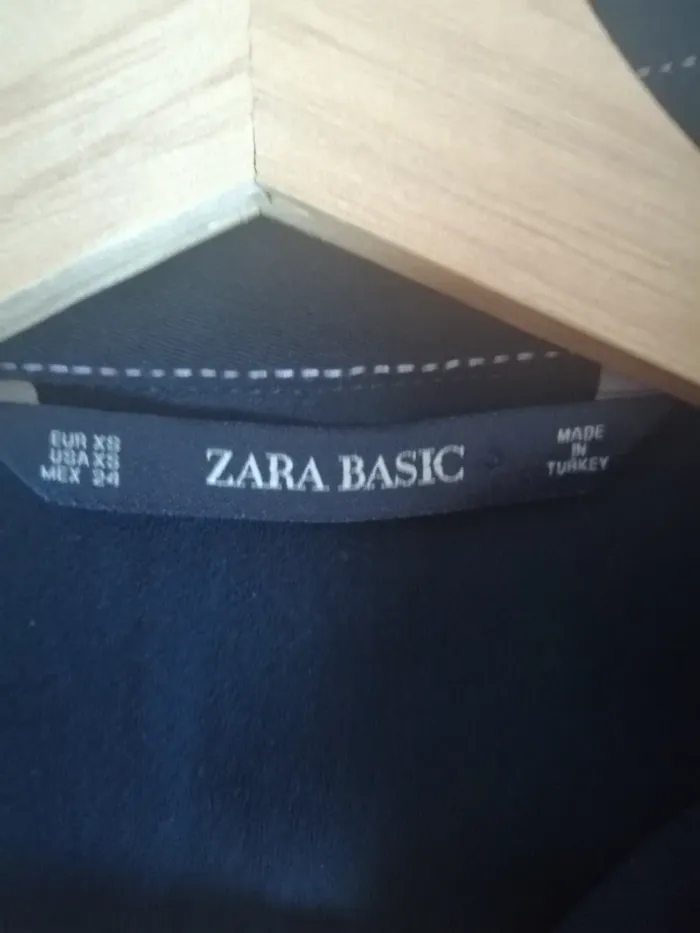 EUR XS
USA XS
MEX 24
ZARA BASIC
MADE
IN
TURKEY